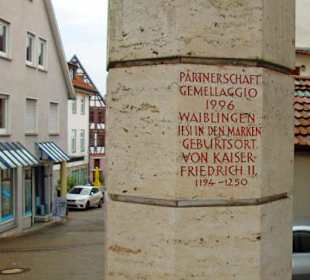 PARTNERSCHAFT
GEMELLAGGIO
1996
WAIBLINGEN
JESI IN DEN MARKEN
GEBURTSORT
VON KAISER
FRIEDRICH II.
1194-1250